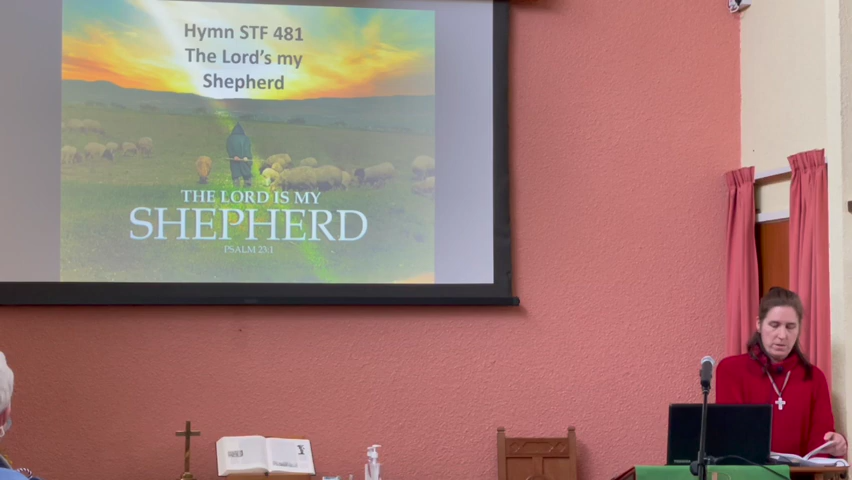 Hymn STF 481
The Lord's my
Shepherd
THE LORD IS MY
SHEPHERD
PSALM 23:1